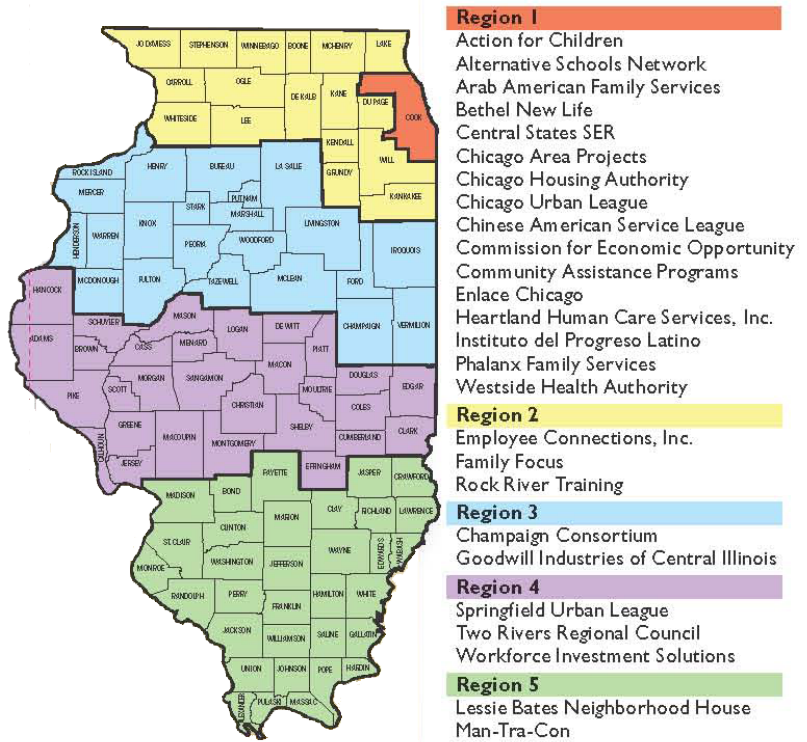 JO DAVIESS STEPHENSON WINNEBAGO BOONE MCHENRY LAKE
CARROLL OGLE DE KALB KANE DU PAGE COOK
WHITESIDE LEE KENDALL WILL
GRUNDY KANKAKEE
ROCK ISLAND HENRY BUREAU LA SALLE
MERCER STARK PUTNAM
MARSHALL
HENDERSON WARREN KNOX PEORIA WOODFORD LIVINGSTON IROQUOIS
MCDONOUGH FULTON TAZEWELL MCLEAN FORD
CHAMPAIGN VERMILION
HANCOCK SCHUYLER MASON LOGAN DE WITT PIATT
ADAMS BROWN CASS MENARD MACON DOUGLAS EDGAR
PIKE SCOTT MORGAN SANGAMON MOULTRIE COLES
CHRISTIAN
GREENE MACOUPIN MONTGOMERY SHELBY CUMBERLAND CLARK
CALHOUN JERSEY EFFINGHAM
FAYETTE JASPER CRAWFORD
MADISON BOND MARION CLAY RICHLAND LAWRENCE
CLINTON
ST. CLAIR WASHINGTON JEFFERSON WAYNE EDWARDS WABASH
MONROE RANDOLPH PERRY FRANKLIN HAMILTON WHITE
JACKSON WILLIAMSON SALINE GALLATIN
UNION JOHNSON POPE HARDIN
ALEXANDER PULASKI MASSAC
Region 1
Action for Children
Alternative Schools Network
Arab American Family Services
Bethel New Life
Central States SER
Chicago Area Projects
Chicago Housing Authority
Chicago Urban League
Chinese American Service League
Commission for Economic Opportunity
Community Assistance Programs
Enlace Chicago
Heartland Human Care Services, Inc.
Instituto del Progreso Latino
Phalanx Family Services
Westside Health Authority
Region 2
Employee Connections, Inc.
Family Focus
Rock River Training
Region 3
Champaign Consortium
Goodwill Industries of Central Illinois
Region 4
Springfield Urban League
Two Rivers Regional Council
Workforce Investment Solutions
Region 5
Lessie Bates Neighborhood House
Man-Tra-Con